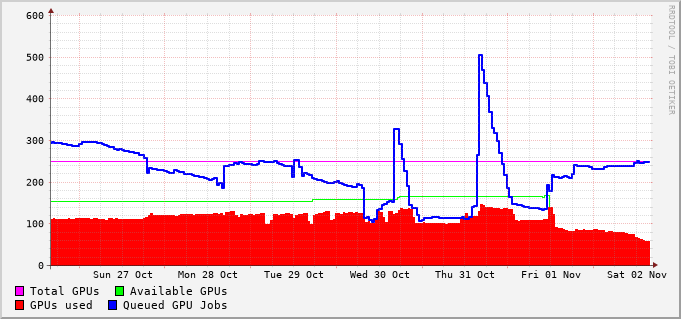 RRDTOOL / TOBI OETIKER
600
500
400
300
200
100
0
Sun 27 Oct Mon 28 Oct Tue 29 Oct Wed 30 Oct Thu 31 Oct Fri 01 Nov Sat 02 Nov
Total GPUs Available GPUs
GPUs used Queued GPU Jobs